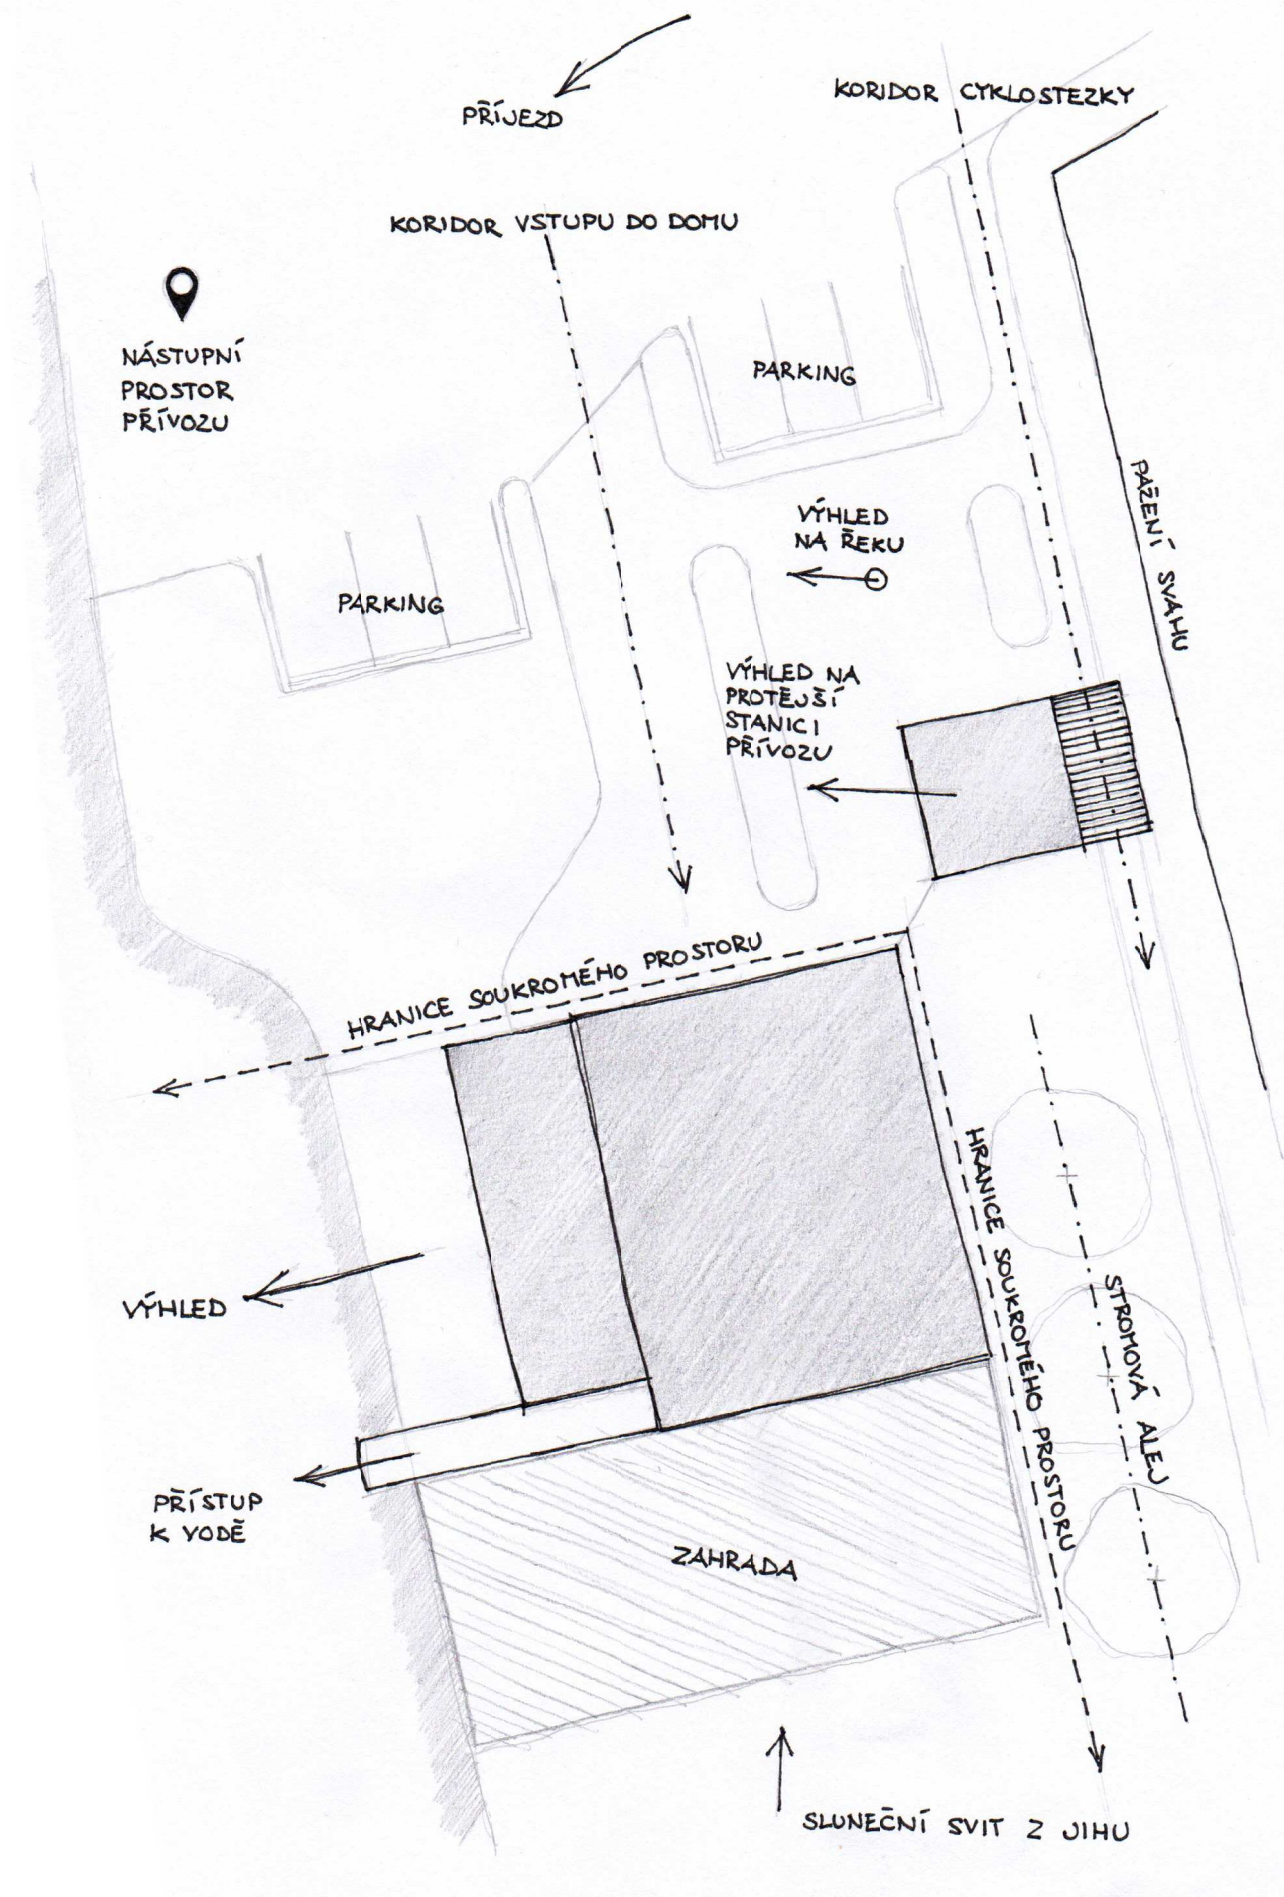 PŘÍJEZD
KORIDOR CYKLOSTEZKY
KORIDOR VSTUPU DO DOMU
NÁSTUPNÍ
PROSTOR
PŘÍVOZU
PARKING
PAŽENÍ SVAHU
VÝHLED
NA ŘEKU
PARKING
VÝHLED NA
PROTĚJŠÍ
STANICI
PŘÍVOZU
HRANICE SOUKROMÉHO PROSTORU
HRANICE SOUKROMÉHO PROSTORU
STROMOVÁ ALEJ
VÝHLED
PŘÍSTUP
K VODĚ
ZAHRADA
SLUNEČNÍ SVIT Z JIHU